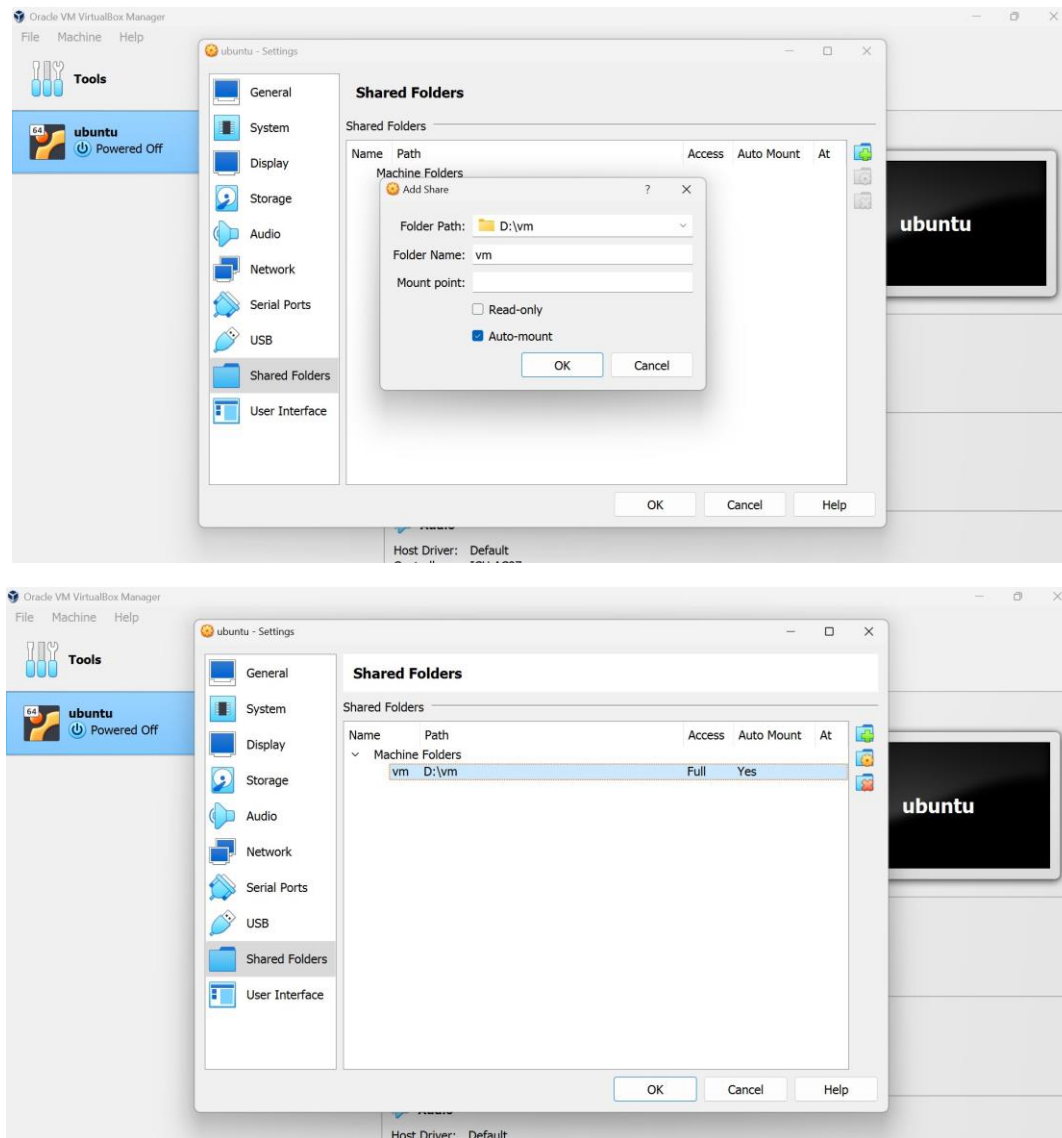 Oracle VM VirtualBox Manager
File Machine Help
Tools
64
ubuntu
Powered Off
ubuntu - Settings
General
System
Display
Storage
Audio
Network
Serial Ports
USB
Shared Folders
User Interface
Shared Folders
Shared Folders
Name Path Access Auto Mount At
Machine Folders
Add Share ?
Folder Path: D:\vm
Folder Name: vm
Mount point:
Read-only
Auto-mount
OK Cancel
OK Cancel Help
ubuntu
Host Driver: Default
Oracle VM VirtualBox Manager
File Machine Help
Tools
64
ubuntu
Powered Off
ubuntu - Settings
General
System
Display
Storage
Audio
Network
Serial Ports
USB
Shared Folders
User Interface
Shared Folders
Shared Folders
Name Path Access Auto Mount At
Machine Folders
vm D:\vm Full Yes
OK Cancel Help
ubuntu
Host Driver: Default